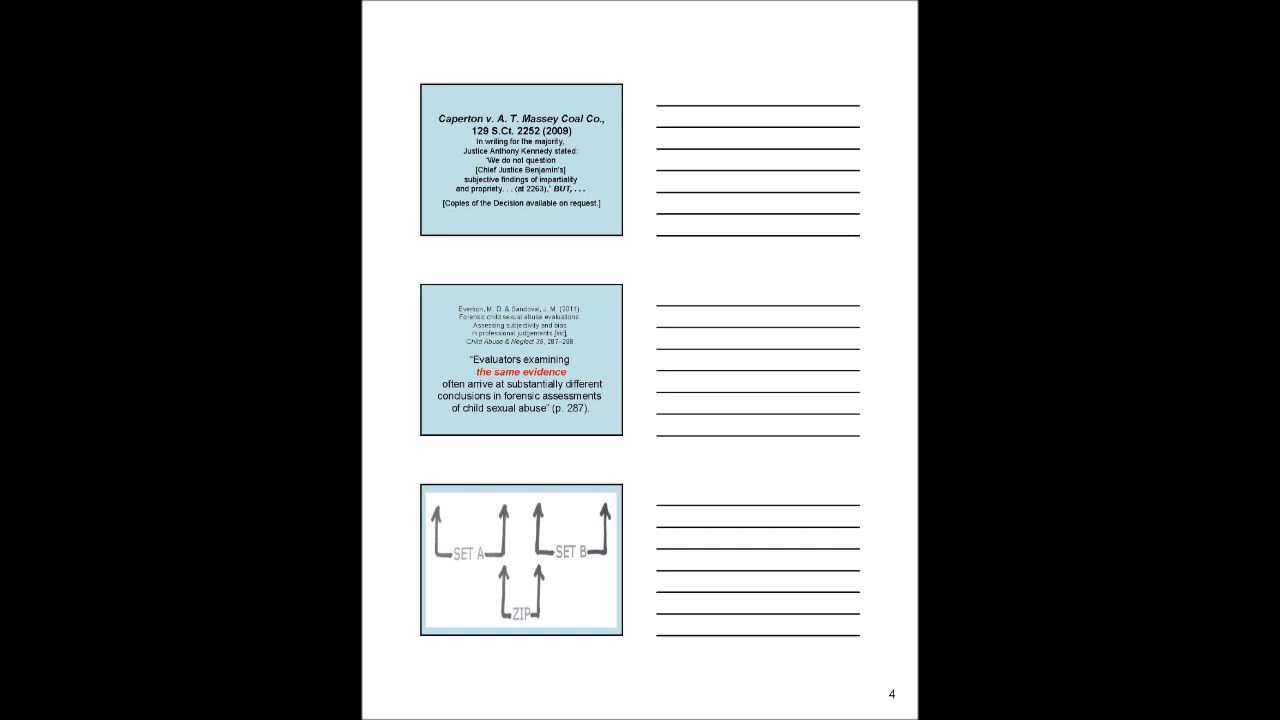 Caperton v. A. T. Massey Coal Co.,
129 S.Ct. 2252 (2009)
In writing for the majority,
Justice Anthony Kennedy stated:
“We do not question
[Chief Justice Benjamin's]
subjective findings of impartiality
and propriety. . . (at 2263),” BUT, . . .
[Copies of the Decision available on request.]
Everson, M. D. & Sandoval, J. M. (2011).
Forensic child sexual abuse evaluations:
Assessing subjectivity and bias
in professional judgements [sic],
Child Abuse & Neglect 35, 287–298.
“Evaluators examining
the same evidence
often arrive at substantially different
conclusions in forensic assessments
of child sexual abuse” (p. 287).
SET A SET B
ZIP
4